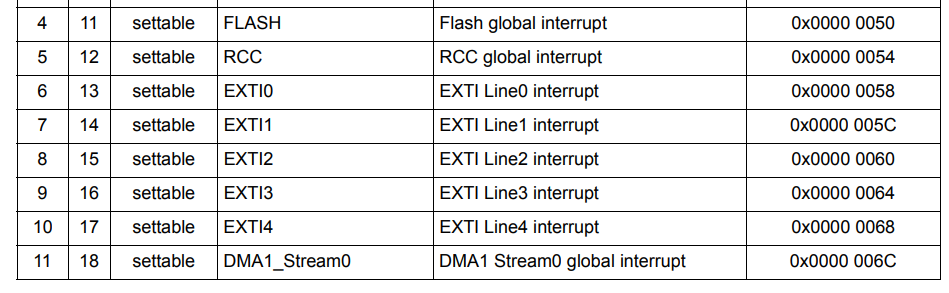 4 11 settable FLASH Flash global interrupt 0x0000 0050
5 12 settable RCC RCC global interrupt 0x0000 0054
6 13 settable EXTI0 EXTI Line0 interrupt 0x0000 0058
7 14 settable EXTI1 EXTI Line1 interrupt 0x0000 005C
8 15 settable EXTI2 EXTI Line2 interrupt 0x0000 0060
9 16 settable EXTI3 EXTI Line3 interrupt 0x0000 0064
10 17 settable EXTI4 EXTI Line4 interrupt 0x0000 0068
11 18 settable DMA1_Stream0 DMA1 Stream0 global interrupt 0x0000 006C